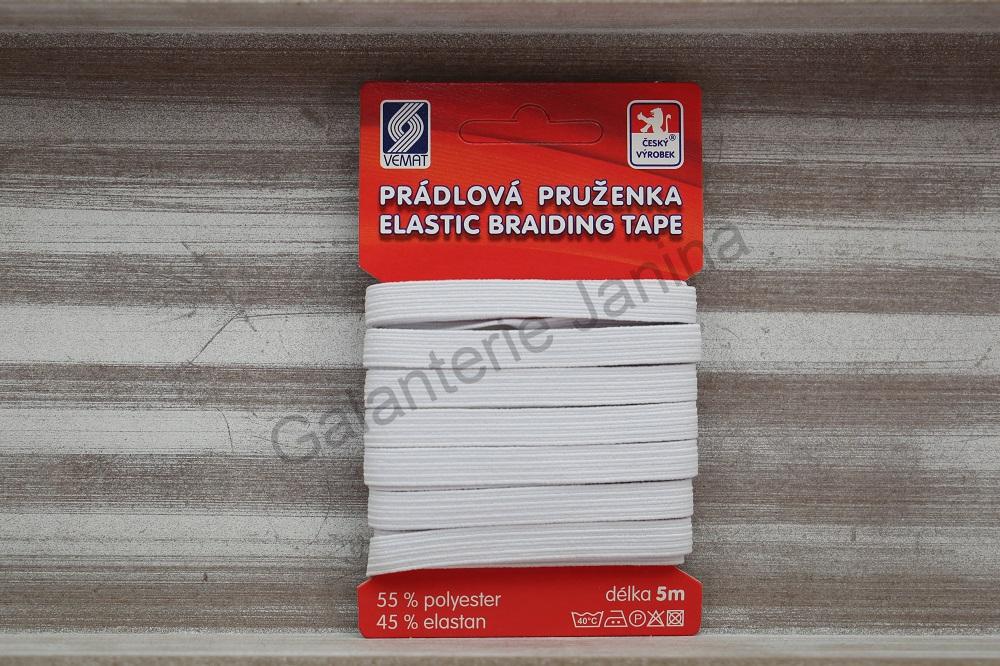 VEMAT
ČESKÝ
VÝROBEK®
PRÁDLOVÁ PRUŽENKA
ELASTIC BRAIDING TAPE
Galanterie Janina
55 % polyester
45 % elastan
délka 5m
40°C
P